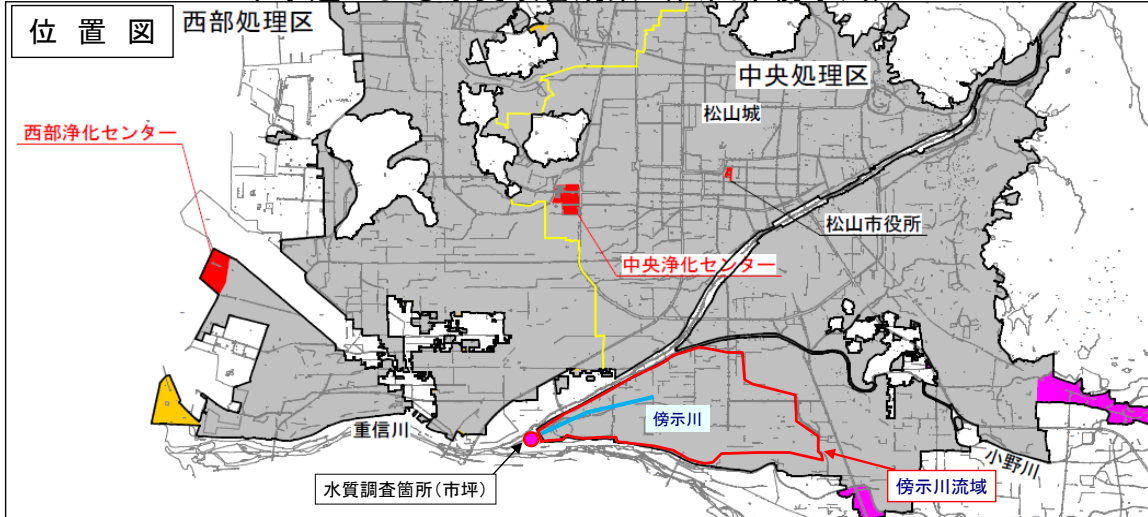 位置図
西部処理区
中央処理区
松山城
西部浄化センター
松山市役所
中央浄化センター
傍示川
重信川
小野川
水質調査箇所(市坪)
傍示川流域